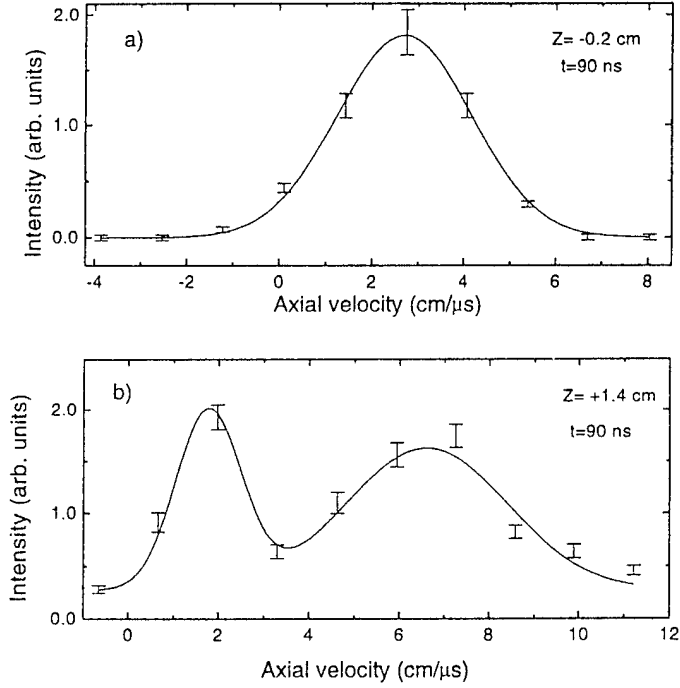 a)
Z= -0.2 cm
t=90 ns
2.0
1.0
0.0
Intensity (arb. units)
-4 -2 0 2 4 6 8
Axial velocity (cm/μs)
b)
Z= +1.4 cm
t=90 ns
2.0
1.0
0.0
Intensity (arb. units)
0 2 4 6 8 10 12
Axial velocity (cm/μs)